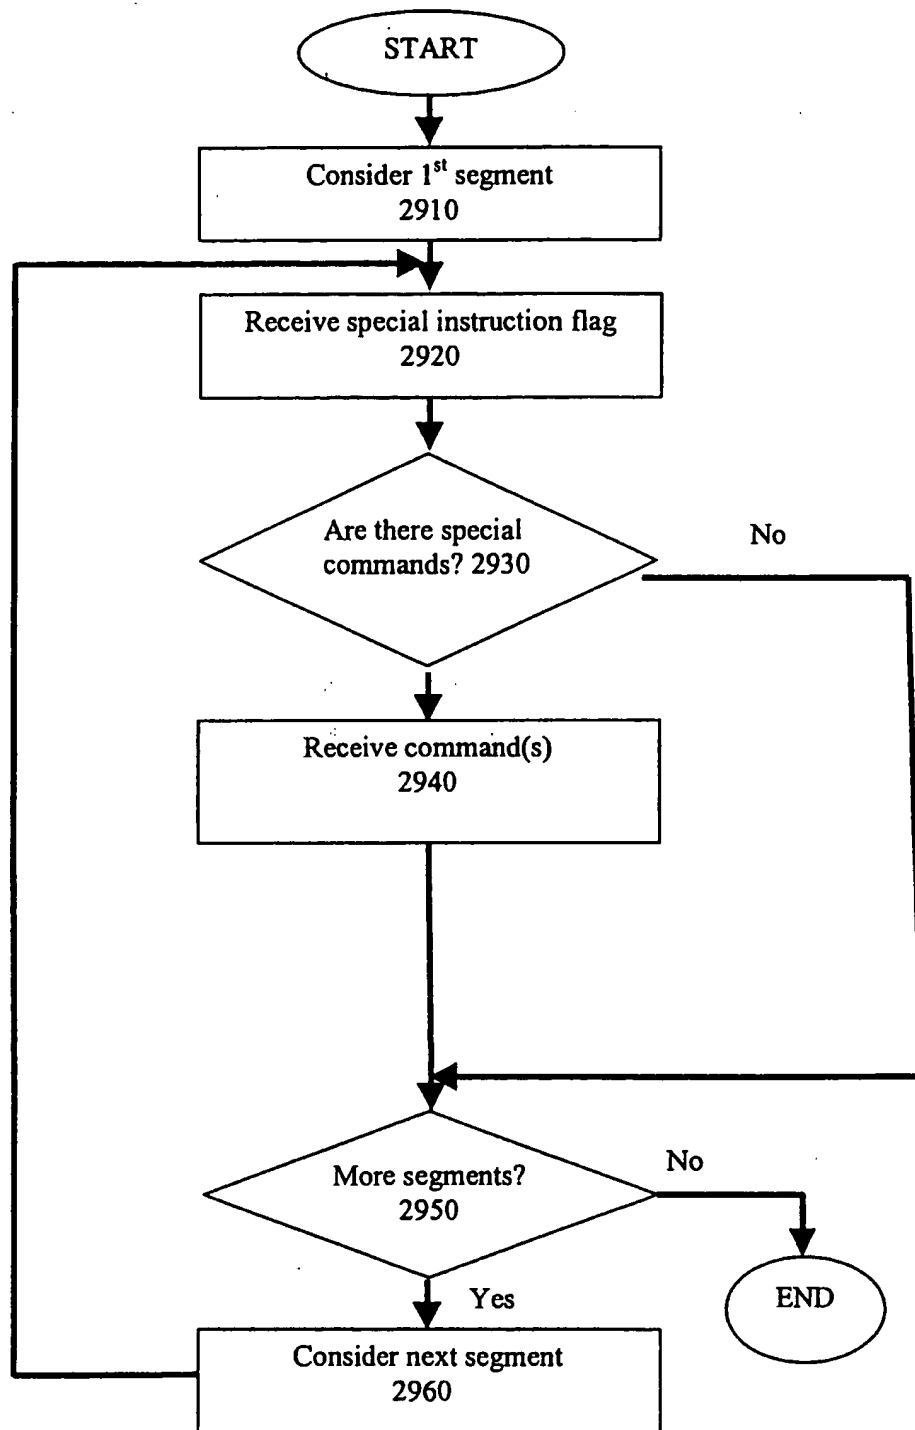 START
Consider 1st segment
2910
Receive special instruction flag
2920
Are there special
commands? 2930
No
Receive command(s)
2940
More segments?
2950
No
Yes
END
Consider next segment
2960